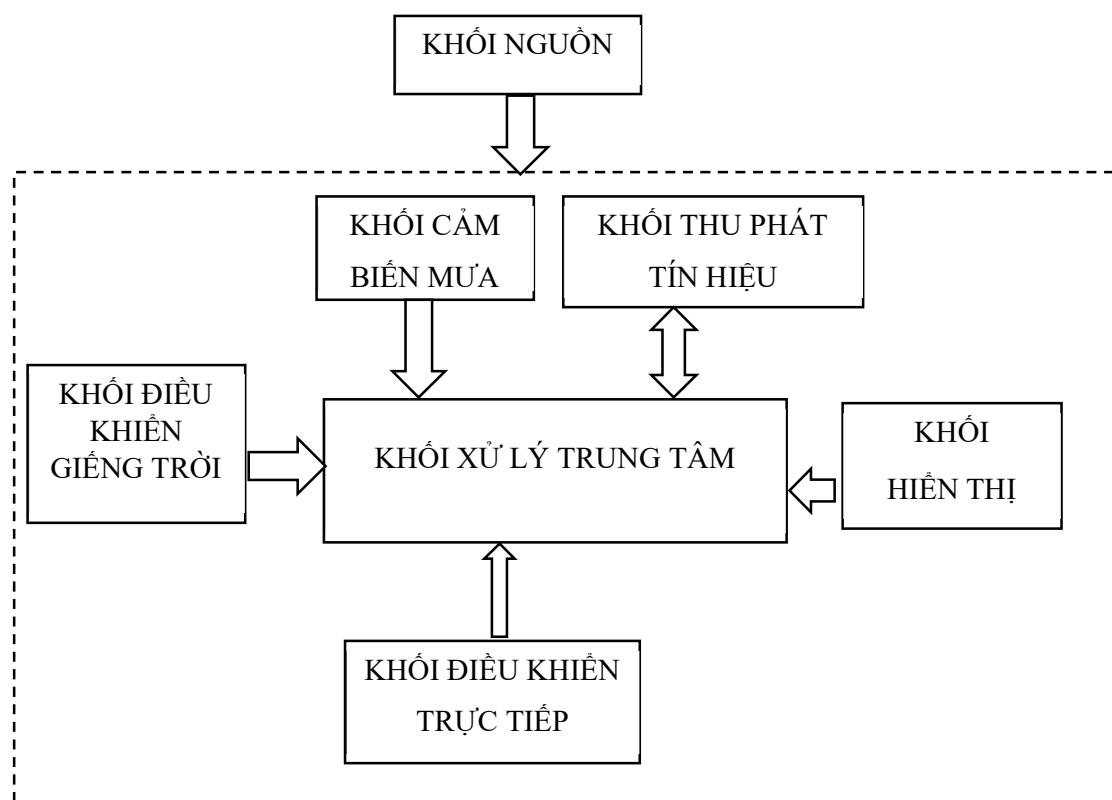 KHỐI NGUỒN
KHỐI CẢM
BIẾN MƯA
KHỐI THU PHÁT
TÍN HIỆU
KHỐI ĐIỀU
KHIỂN
GIẾNG TRỜI
KHỐI XỬ LÝ TRUNG TÂM
KHỐI
HIỂN THỊ
KHỐI ĐIỀU KHIỂN
TRỰC TIẾP